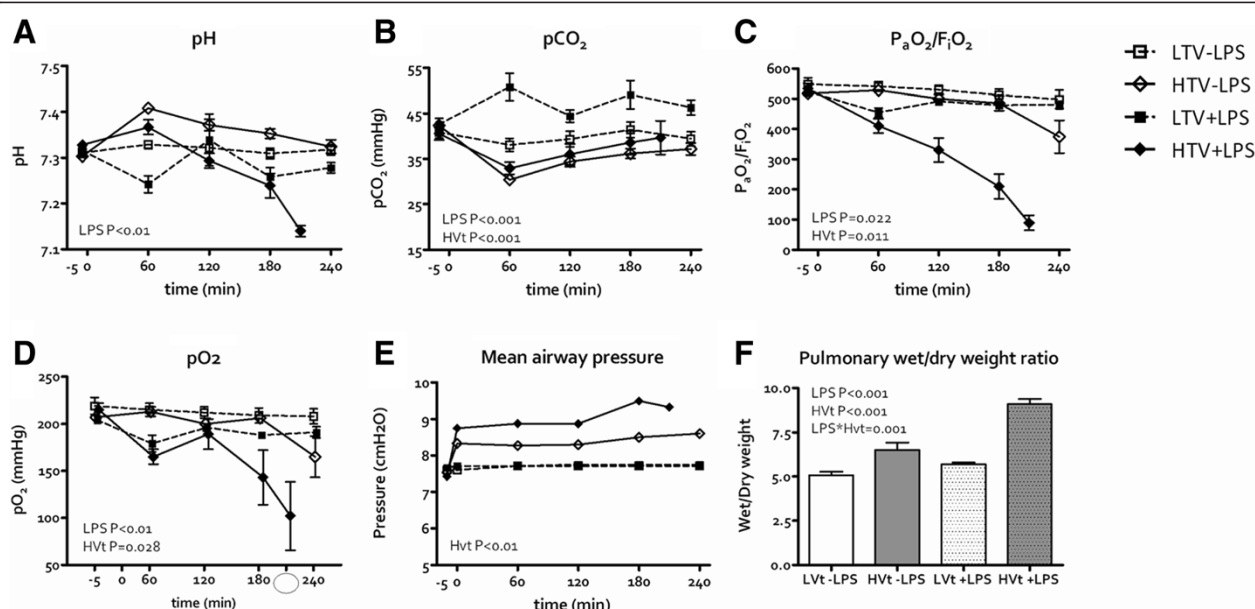 A
pH
7.5
7.4
7.3
7.2
7.1
pH
LPS P<0.01
-5 0 60 120 180 240
time (min)
B
pCO2
55
45
35
25
15
pCO2 (mmHg)
LPS P<0.001
HVt P<0.001
-5 0 60 120 180 240
time (min)
C
PaO2/FiO2
600
500
400
300
200
100
0
PaO2/FiO2
LPS P=0.022
HVt P=0.011
-5 0 60 120 180 240
time (min)
LTV-LPS
HTV-LPS
LTV+LPS
HTV+LPS
D
pO2
250
200
150
100
50
pO2 (mmHg)
LPS P<0.01
HVt P=0.028
-5 0 60 120 180 240
time (min)
E
Mean airway pressure
10
9
8
7
6
5
Pressure (cmH2O)
Hvt P<0.01
-5 0 60 120 180 240
time (min)
F
Pulmonary wet/dry weight ratio
10.0
7.5
5.0
2.5
0.0
Wet/Dry weight
LPS P<0.001
HVt P<0.001
LPS*Hvt=0.001
LVt -LPS HVt -LPS LVt +LPS HVt +LPS